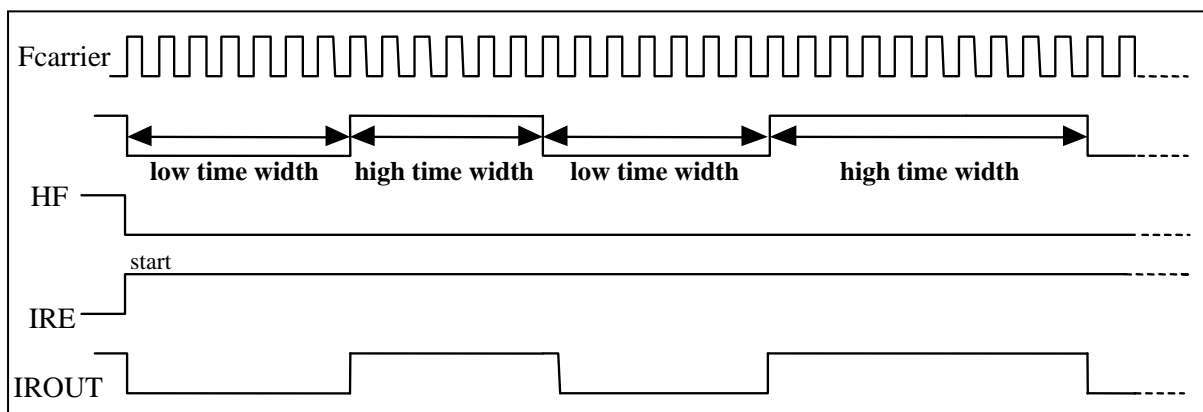 Fcarrier
low time width high time width low time width high time width
HF
start
IRE
IROUT